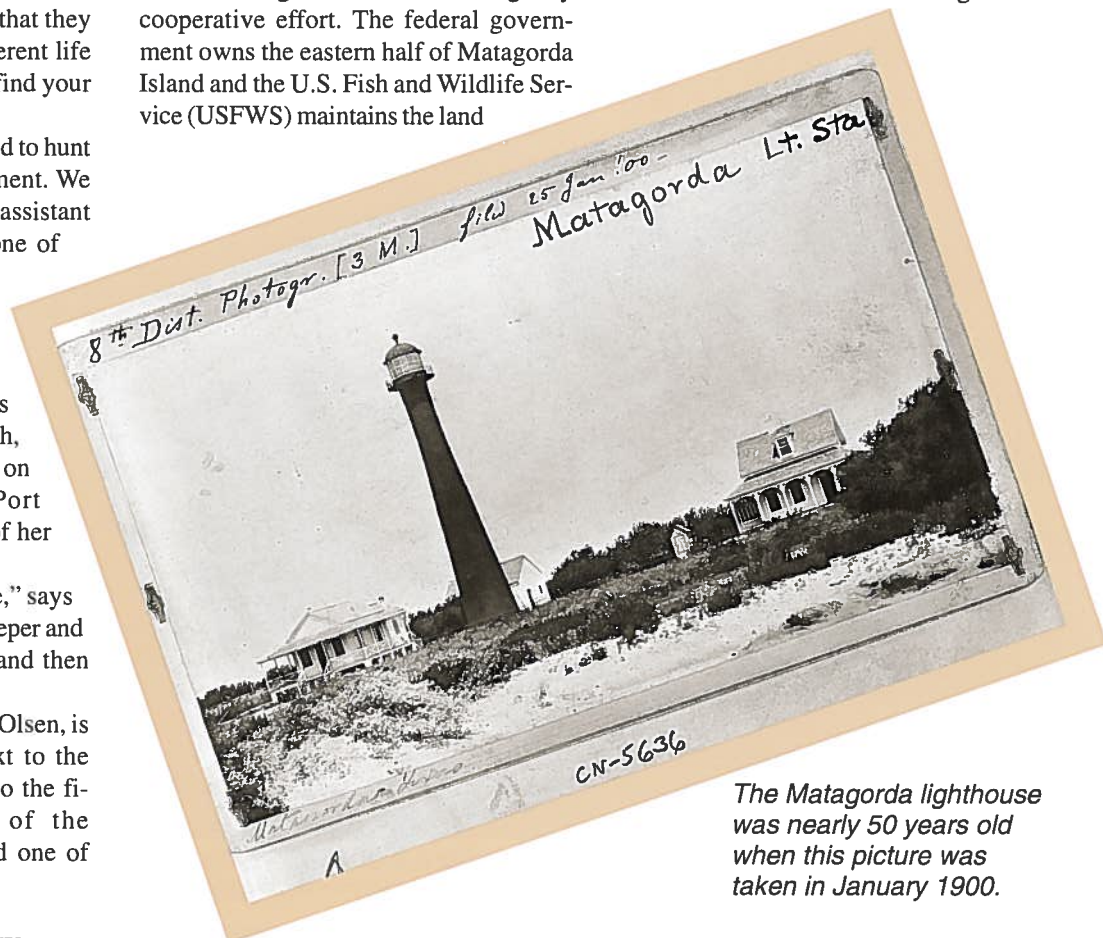 that they
erent life
find your
d to hunt
ment. We
assistant
one of
s
h,
on
Port
of her
e,” says
eper and
and then
Olsen, is
xt to the
o the fi-
of the
d one of
cooperative effort. The federal govern-
ment owns the eastern half of Matagorda
Island and the U.S. Fish and Wildlife Ser-
vice (USFWS) maintains the land
8th Dist. Photogr. [3 M.] filed 25 Jan. '00 -
Matagorda Lt. Sta
Matagorda, Texas.
CN-5636
A
The Matagorda lighthouse
was nearly 50 years old
when this picture was
taken in January 1900.